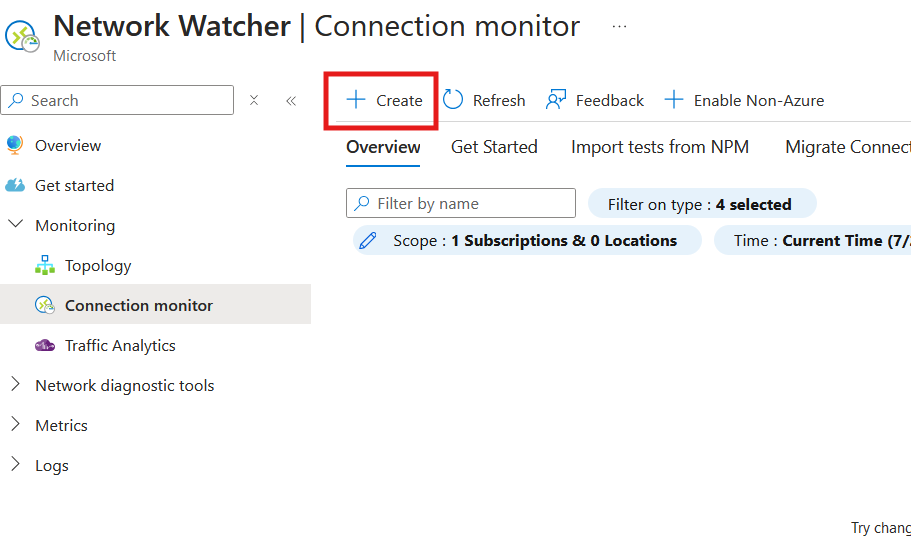 Network Watcher | Connection monitor ...
Microsoft
Search
Create
Refresh
Feedback
Enable Non-Azure
Overview
Get started
Monitoring
Topology
Connection monitor
Traffic Analytics
Network diagnostic tools
Metrics
Logs
Overview
Get Started
Import tests from NPM
Migrate Connect
Filter by name
Filter on type : 4 selected
Scope : 1 Subscriptions & 0 Locations
Time : Current Time (7/
Try chang